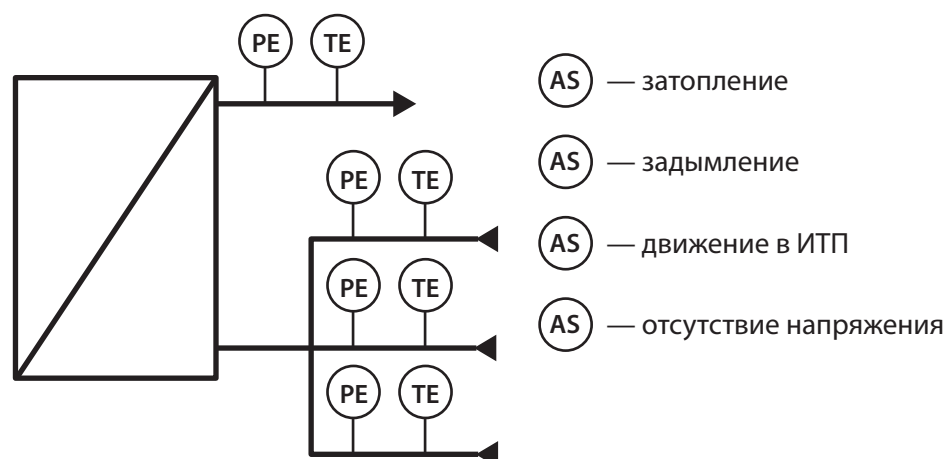 PE TE
AS — затопление
PE TE
AS — задымление
AS — движение в ИТП
PE TE
AS — отсутствие напряжения
PE TE